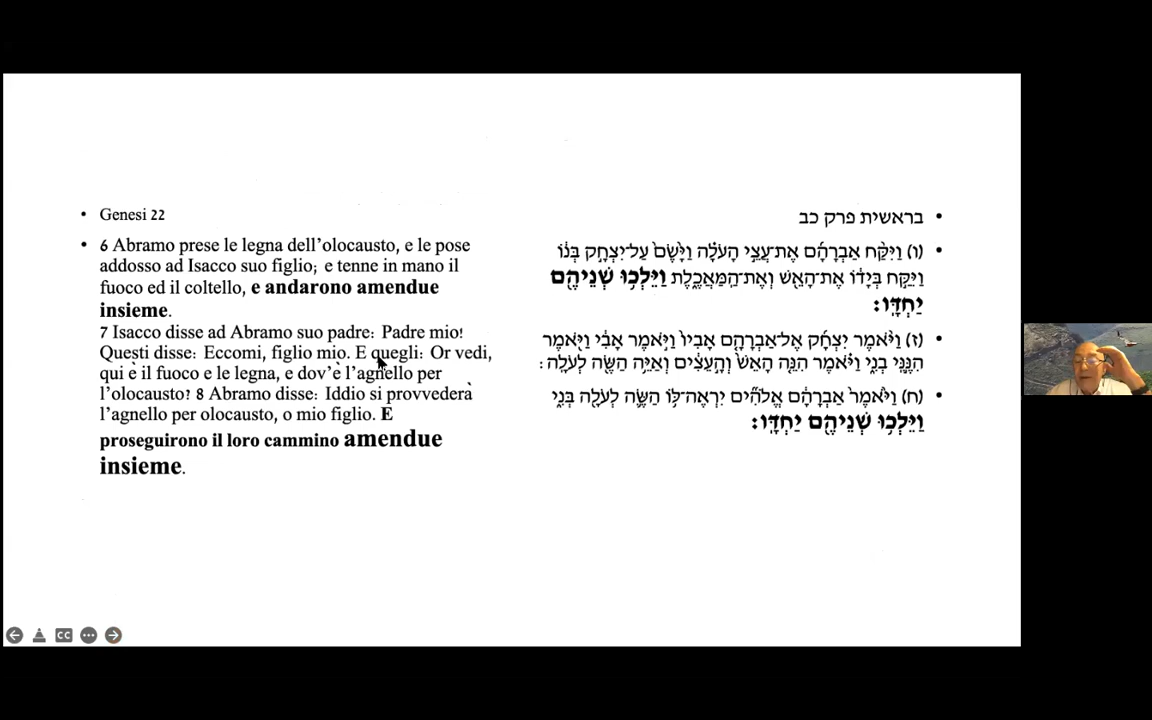 • Genesi 22
• 6 Abramo prese le legna dell'olocausto, e le pose
addosso ad Isacco suo figlio; e tenne in mano il
fuoco ed il coltello, e andarono amendue
insieme.
7 Isacco disse ad Abramo suo padre: Padre mio!
Questi disse: Eccomi, figlio mio. E quegli: Or vedi,
qui è il fuoco e le legna, e dov'è l'agnello per
l'olocausto? 8 Abramo disse: Iddio si provvederà
l'agnello per olocausto, o mio figlio. E
proseguirono il loro cammino amendue
insieme.
• בראשית פרק כב
• (ו) וַיִּקַּ֨ח אַבְרָהָ֜ם אֶת־עֲצֵ֣י הָעֹלָ֗ה וַיָּ֙שֶׂם֙ עַל־יִצְחָ֣ק בְּנ֔וֹ
וַיִּקַּ֣ח בְּיָד֔וֹ אֶת־הָאֵ֖שׁ וְאֶת־הַֽמַּאֲכֶ֑לֶת וַיֵּלְכ֥וּ שְׁנֵיהֶ֖ם
יַחְדָּֽו׃
• (ז) וַיֹּ֨אמֶר יִצְחָ֜ק אֶל־אַבְרָהָ֤ם אָבִיו֙ וַיֹּ֣אמֶר אָבִ֔י וַיֹּ֖אמֶר
הִנֶּ֣נִּֽי בְנִ֑י וַיֹּ֗אמֶר הִנֵּ֤ה הָאֵשׁ֙ וְהָ֣עֵצִ֔ים וְאַיֵּ֥ה הַשֶּׂ֖ה לְעֹלָֽה׃
• (ח) וַיֹּ֙אמֶר֙ אַבְרָהָ֔ם אֱלֹהִ֞ים יִרְאֶה־לּ֥וֹ הַשֶּׂ֛ה לְעֹלָ֖ה בְּנִ֑י
וַיֵּלְכ֥וּ שְׁנֵיהֶ֖ם יַחְדָּֽו׃
CC